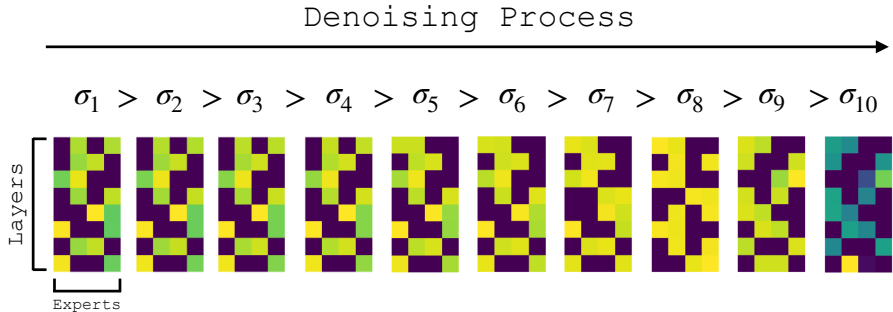 Denoising Process
σ1 > σ2 > σ3 > σ4 > σ5 > σ6 > σ7 > σ8 > σ9 > σ10
Layers
Experts